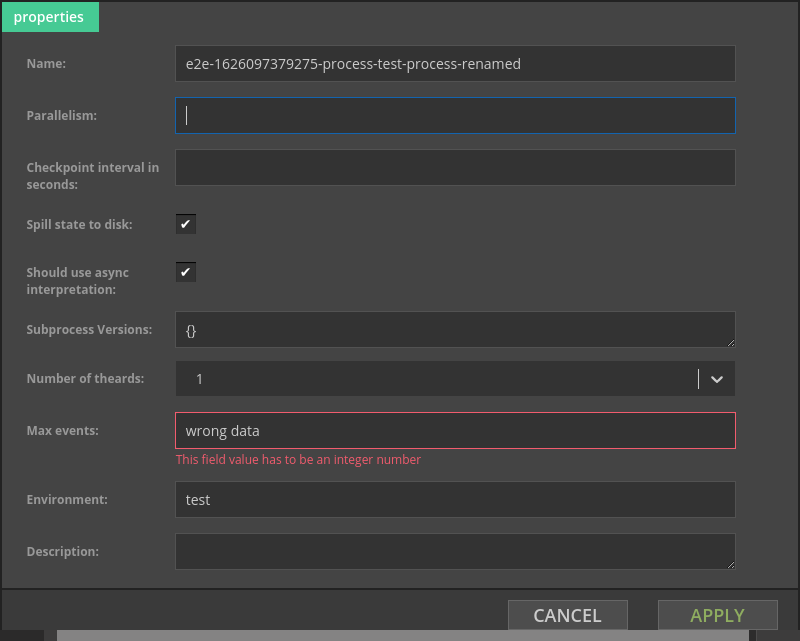 properties
Name:
e2e-1626097379275-process-test-process-renamed
Parallelism:
Checkpoint interval in
seconds:
Spill state to disk:
Should use async
interpretation:
Subprocess Versions:
{}
Number of theards:
1
Max events:
wrong data
This field value has to be an integer number
Environment:
test
Description:
CANCEL
APPLY